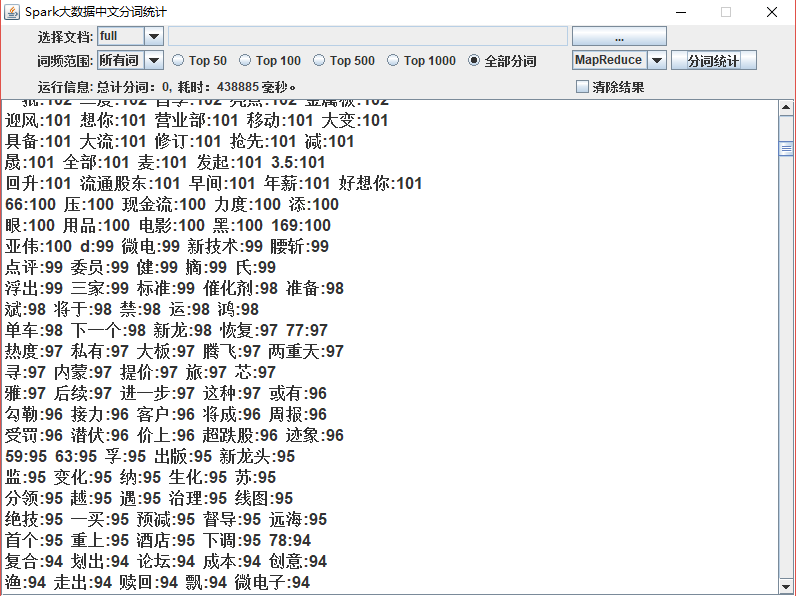 Spark大数据中文分词统计
选择文档: full ...
词频范围: 所有词 Top 50 Top 100 Top 500 Top 1000 全部分词 MapReduce 分词统计
运行信息: 总计分词：0, 耗时：438885 毫秒。 清除结果
迎风:101 想你:101 营业部:101 移动:101 大变:101
具备:101 大流:101 修订:101 抢先:101 减:101
晟:101 全部:101 麦:101 发起:101 3.5:101
回升:101 流通股东:101 早间:101 年薪:101 好想你:101
66:100 压:100 现金流:100 力度:100 添:100
眼:100 用品:100 电影:100 黑:100 169:100
亚伟:100 d:99 微电:99 新技术:99 腰斩:99
点评:99 委员:99 健:99 摘:99 氏:99
浮出:99 三家:99 标准:99 催化剂:98 准备:98
斌:98 将于:98 禁:98 运:98 鸿:98
单车:98 下一个:98 新龙:98 恢复:97 77:97
热度:97 私有:97 大板:97 腾飞:97 两重天:97
寻:97 内蒙:97 提价:97 旅:97 芯:97
雅:97 后续:97 进一步:97 这种:97 或有:96
勾勒:96 接力:96 客户:96 将成:96 周报:96
受罚:96 潜伏:96 价上:96 超跌股:96 迹象:96
59:95 63:95 孚:95 出版:95 新龙头:95
监:95 变化:95 纳:95 生化:95 苏:95
分领:95 越:95 遇:95 治理:95 线图:95
绝技:95 一买:95 预减:95 督导:95 远海:95
首个:95 重上:95 酒店:95 下调:95 78:94
复合:94 划出:94 论坛:94 成本:94 创意:94
渔:94 走出:94 赎回:94 飘:94 微电子:94